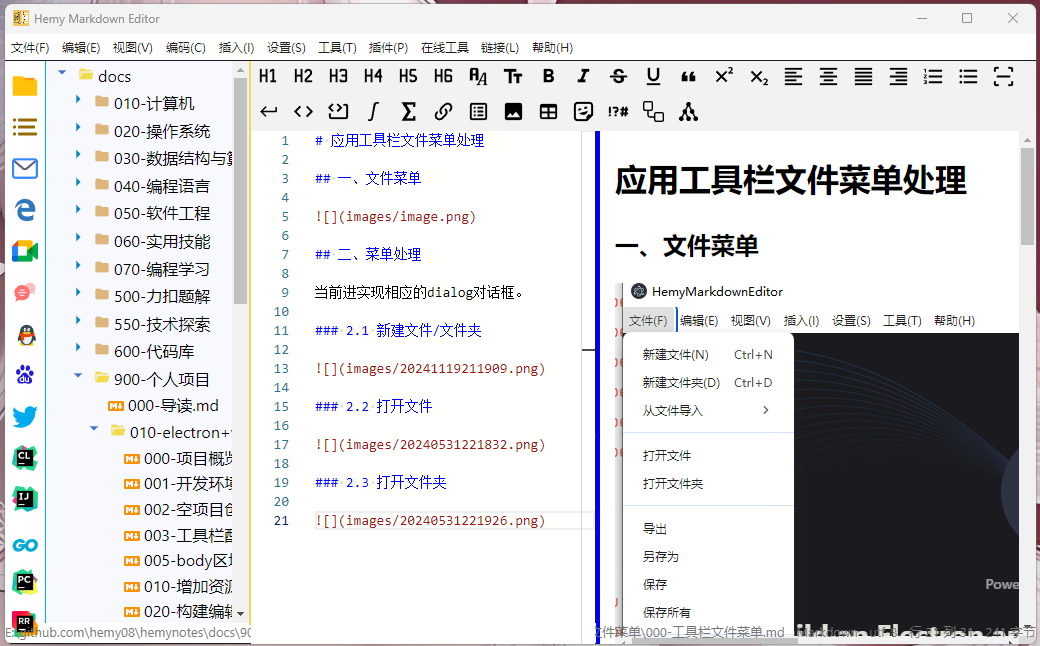 Hemy Markdown Editor
文件(F) 编辑(E) 视图(V) 编码(C) 插入(I) 设置(S) 工具(T) 插件(P) 在线工具 链接(L) 帮助(H)
docs
010-计算机
020-操作系统
030-数据结构与
040-编程语言
050-软件工程
060-实用技能
070-编程学习
500-力扣题解
550-技术探索
600-代码库
900-个人项目
000-导读.md
010-electron+
000-项目概览
001-开发环境
002-空项目
003-工具栏
005-body区
010-增加资
020-构建编
H1 H2 H3 H4 H5 H6
1 # 应用工具栏文件菜单处理
2
3 ## 一、文件菜单
4
5 ![](images/image.png)
6
7 ## 二、菜单处理
8
9 当前进实现相应的dialog对话框。
10
11 ### 2.1 新建文件/文件夹
12
13 ![](images/20241119211909.png)
14
15 ### 2.2 打开文件
16
17 ![](images/20240531221832.png)
18
19 ### 2.3 打开文件夹
20
21 ![](images/20240531221926.png)
应用工具栏文件菜单处理
一、文件菜单
HemyMarkdownEditor
文件(F) 编辑(E) 视图(V) 插入(I) 设置(S) 工具(T) 帮助(H)
新建文件(N) Ctrl+N
新建文件夹(D) Ctrl+D
从文件导入
打开文件
打开文件夹
导出
另存为
保存
保存所有
Powe
CL
IJ
GO
PC
RR
github.com\hemy08\hemynotes\docs\90
件菜单\000-工具栏文件菜单.md